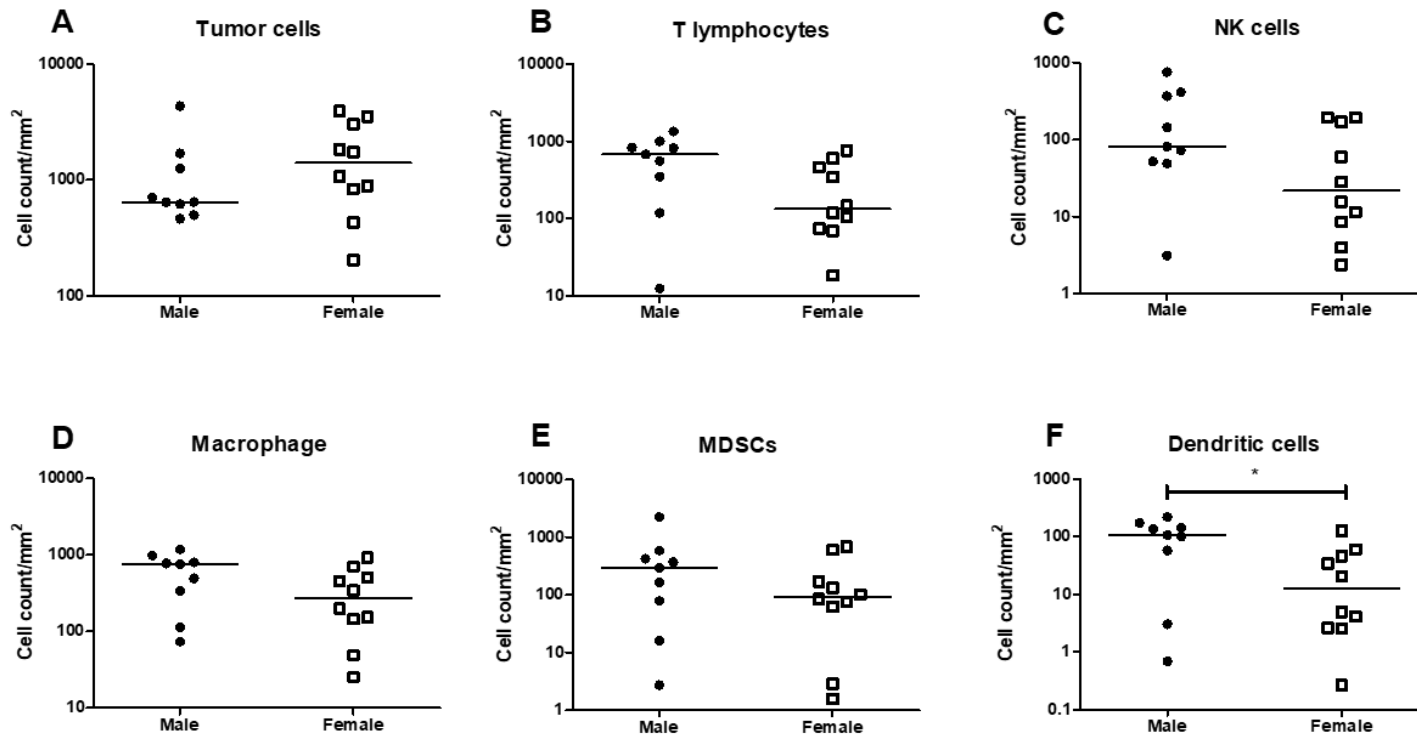 A
Tumor cells
Cell count/mm²
10000
1000
100
Male
Female
B
T lymphocytes
Cell count/mm²
10000
1000
100
10
Male
Female
C
NK cells
Cell count/mm²
1000
100
10
1
Male
Female
D
Macrophage
Cell count/mm²
10000
1000
100
10
Male
Female
E
MDSCs
Cell count/mm²
10000
1000
100
10
1
Male
Female
F
Dendritic cells
*
Cell count/mm²
1000
100
10
1
0.1
Male
Female